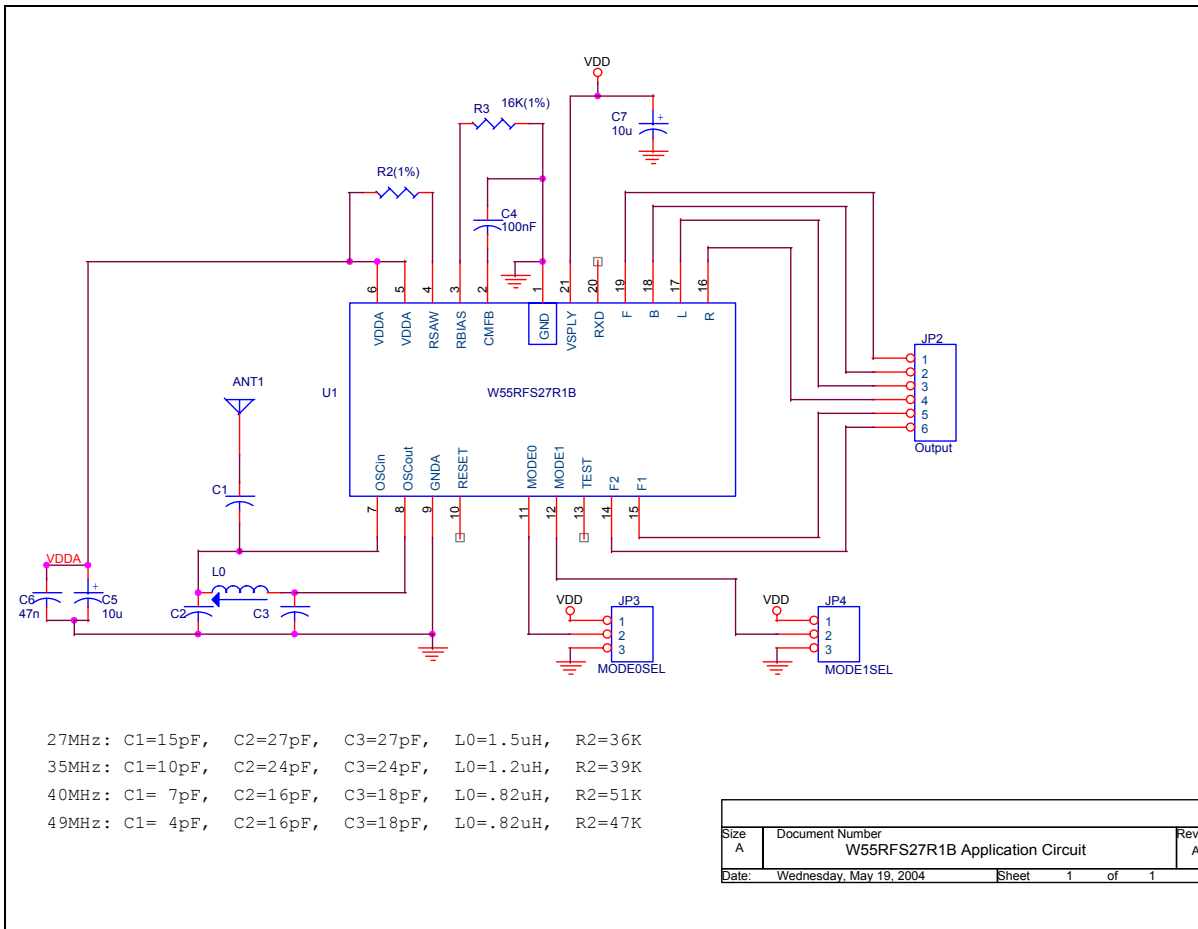 VDD
R3 16K(1%)
C7
10u
R2(1%)
C4
100nF
6 5 4 3 2 1 21 20 19 18 17 16
VDDA VDDA RSAW RBIAS CMFB GND VSPLY RXD F B L R
JP2
1
2
3
4
5
6
Output
ANT1
U1
W55RFS27R1B
C1
OSCin OSCout GNDA RESET MODE0 MODE1 TEST F2 F1
7 8 9 10 11 12 13 14 15
VDDA
L0
C6
47n
C5
10u
C2
C3
VDD
JP3
1
2
3
MODE0SEL
VDD
JP4
1
2
3
MODE1SEL
27MHz: C1=15pF, C2=27pF, C3=27pF, L0=1.5uH, R2=36K
35MHz: C1=10pF, C2=24pF, C3=24pF, L0=1.2uH, R2=39K
40MHz: C1= 7pF, C2=16pF, C3=18pF, L0=.82uH, R2=51K
49MHz: C1= 4pF, C2=16pF, C3=18pF, L0=.82uH, R2=47K
Size Document Number Rev
A W55RFS27R1B Application Circuit A
Date: Wednesday, May 19, 2004 Sheet 1 of 1